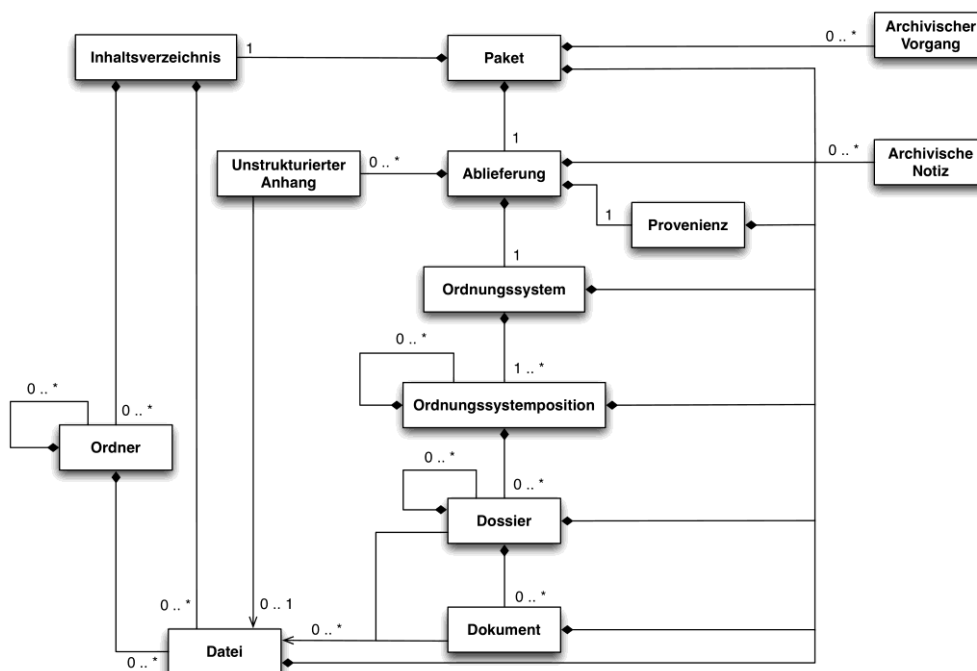 Inhaltsverzeichnis
1
Paket
0 .. *
Archivischer
Vorgang
1
Unstrukturierter
Anhang
0 .. *
Ablieferung
0 .. *
Archivische
Notiz
1
Provenienz
1
Ordnungssystem
0 .. *
1 .. *
Ordnungssystemposition
0 .. *
0 .. *
Ordner
0 .. *
0 .. *
Dossier
0 .. *
0 .. 1
0 .. *
0 .. *
Dokument
0 .. *
Datei